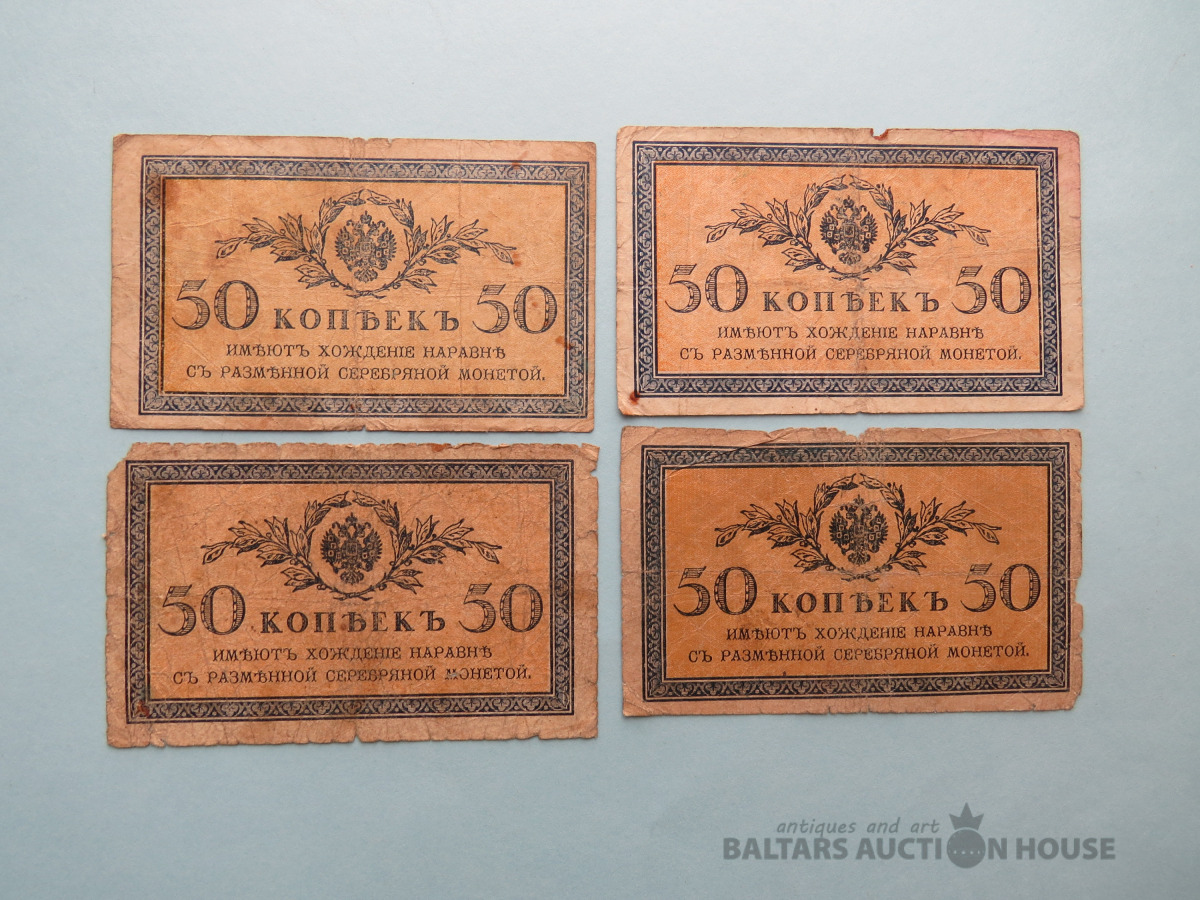 50 КОПѢЕКЪ 50
ИМѢЮТЪ ХОЖДЕНІЕ НАРАВНѢ
СЪ РАЗМѢННОЙ СЕРЕБРЯНОЙ МОНЕТОЙ.
50 КОПѢЕКЪ 50
ИМѢЮТЪ ХОЖДЕНІЕ НАРАВНѢ
СЪ РАЗМѢННОЙ СЕРЕБРЯНОЙ МОНЕТОЙ.
50 КОПѢЕКЪ 50
ИМѢЮТЪ ХОЖДЕНІЕ НАРАВНѢ
СЪ РАЗМѢННОЙ СЕРЕБРЯНОЙ МОНЕТОЙ.
50 КОПѢЕКЪ 50
ИМѢЮТЪ ХОЖДЕНІЕ НАРАВНѢ
СЪ РАЗМѢННОЙ СЕРЕБРЯНОЙ МОНЕТОЙ.
antiques and art
BALTARS AUCTION HOUSE